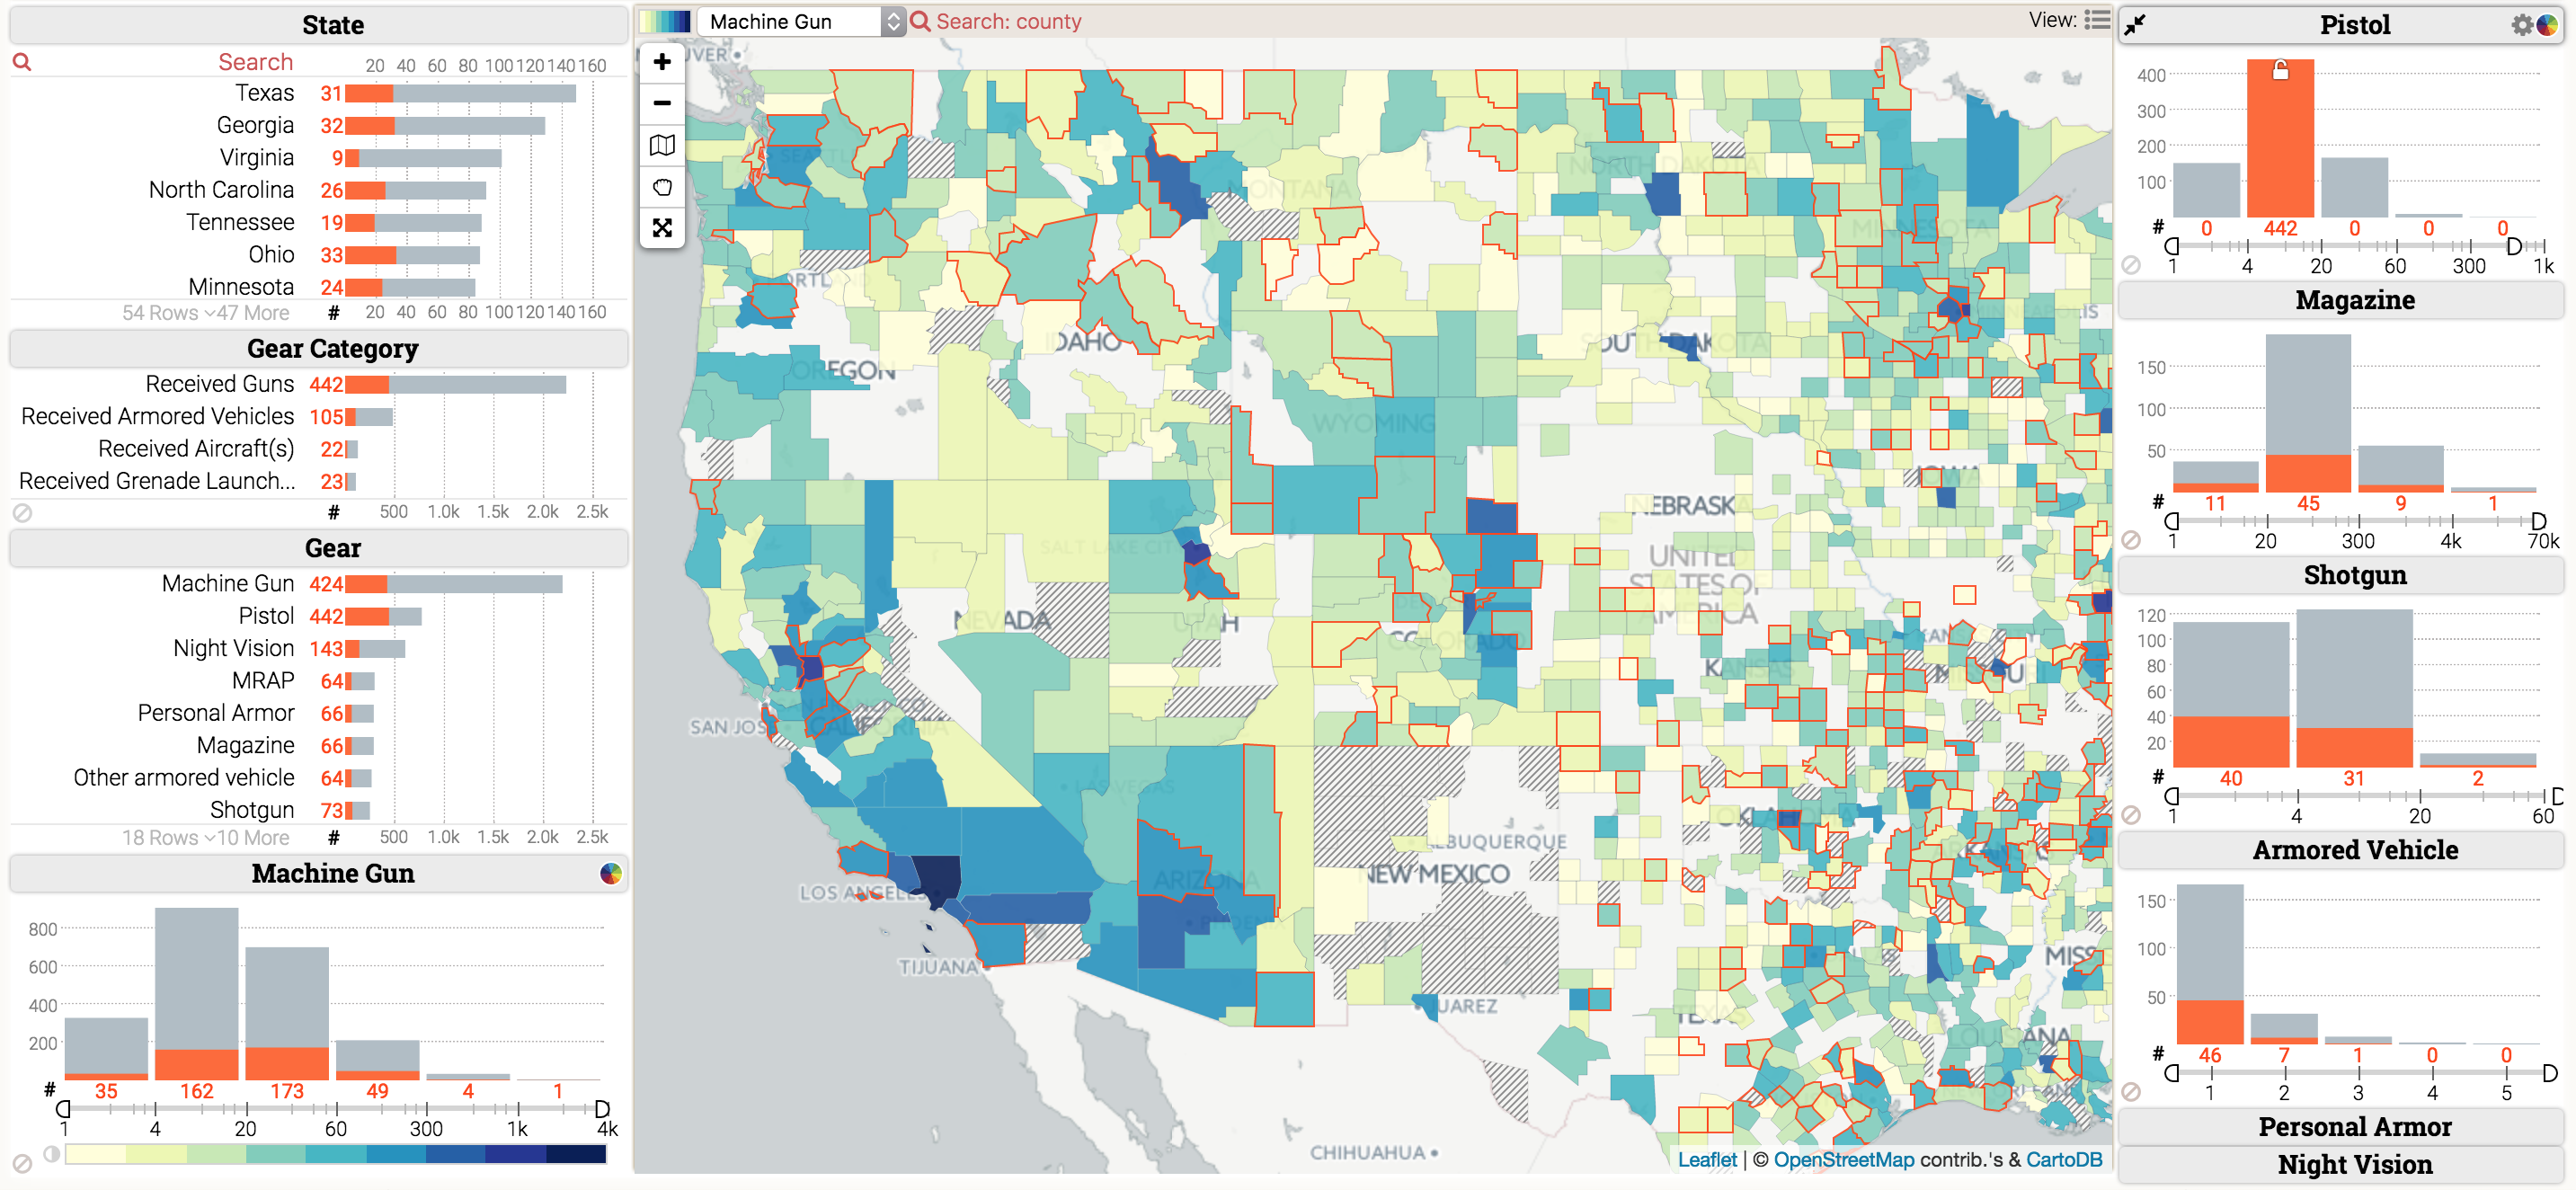 State
Search
20 40 60 80 100 120 140 160
Texas 31
Georgia 32
Virginia 9
North Carolina 26
Tennessee 19
Ohio 33
Minnesota 24
54 Rows 47 More # 20 40 60 80 100 120 140 160
Gear Category
Received Guns 442
Received Armored Vehicles 105
Received Aircraft(s) 22
Received Grenade Launch... 23
# 500 1.0k 1.5k 2.0k 2.5k
Gear
Machine Gun 424
Pistol 442
Night Vision 143
MRAP 64
Personal Armor 66
Magazine 66
Other armored vehicle 64
Shotgun 73
18 Rows 10 More # 500 1.0k 1.5k 2.0k 2.5k
Machine Gun
800
600
400
200
# 35 162 173 49 4 1
1 4 20 60 300 1k 4k
Machine Gun Search: county View:
+
−
SEATTLE
MONTANA
NORTH DAKOTA
MINNESOTA
IDAHO
SOUTH DAKOTA
OREGON
WYOMING
IOWA
NEBRASKA
SALT LAKE CIT
UNITED
STATES OF
AMERICA
NEVADA
UTAH
COLORADO
KANSAS
SAN JOS
CALIFORNIA
LAS VEGAS
OKLAHOMA
ALBUQUERQUE
ARKANSAS
NEW MEXICO
LOS ANGELES
ARIZONA
PHOENIX
TIJUANA
MISS
JUAREZ
TEXAS
LOUISIANA
CHIHUAHUA
Leaflet | © OpenStreetMap contrib.'s & CartoDB
Pistol
400
300
200
100
# 0 442 0 0 0
1 4 20 60 300 1k
Magazine
150
100
50
# 11 45 9 1
1 20 300 4k 70k
Shotgun
120
100
80
60
40
20
# 40 31 2
1 4 20 60
Armored Vehicle
150
100
50
# 46 7 1 0 0
1 2 3 4 5
Personal Armor
Night Vision